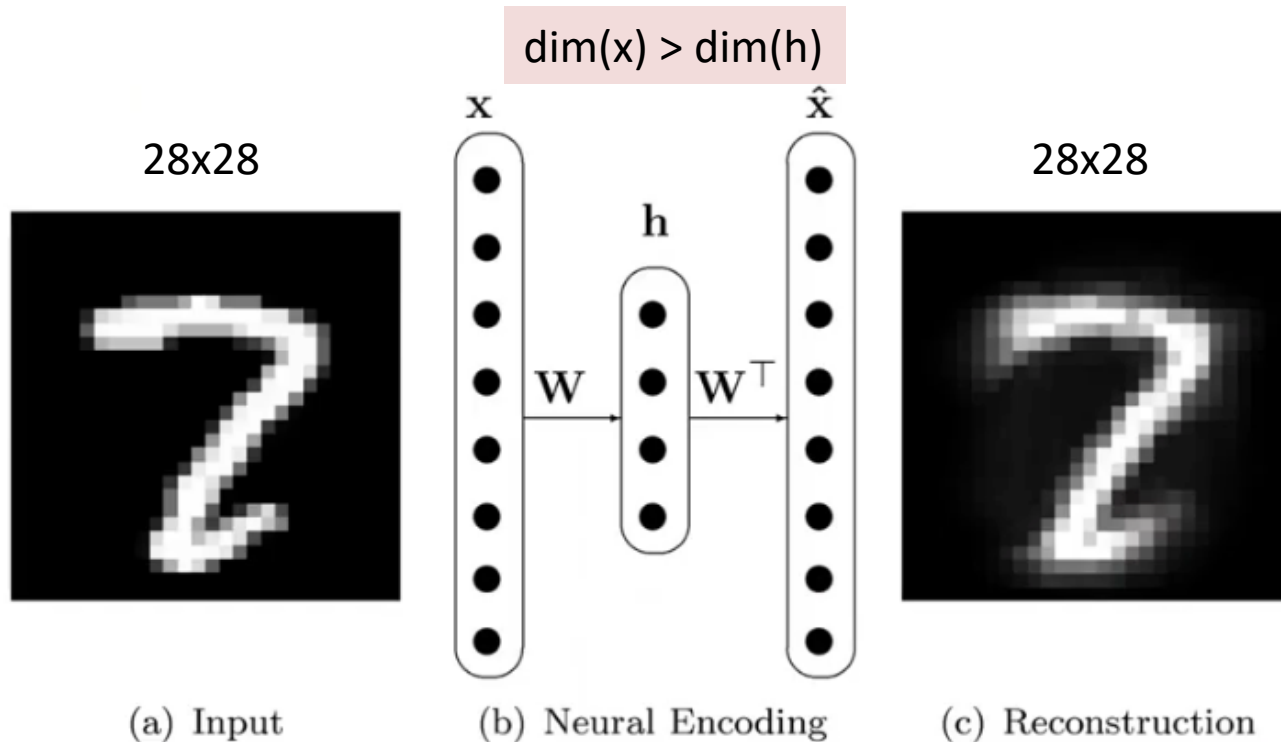 dim(x) > dim(h)
x
x̂
28x28
28x28
h
W
W⊤
(a) Input
(b) Neural Encoding
(c) Reconstruction